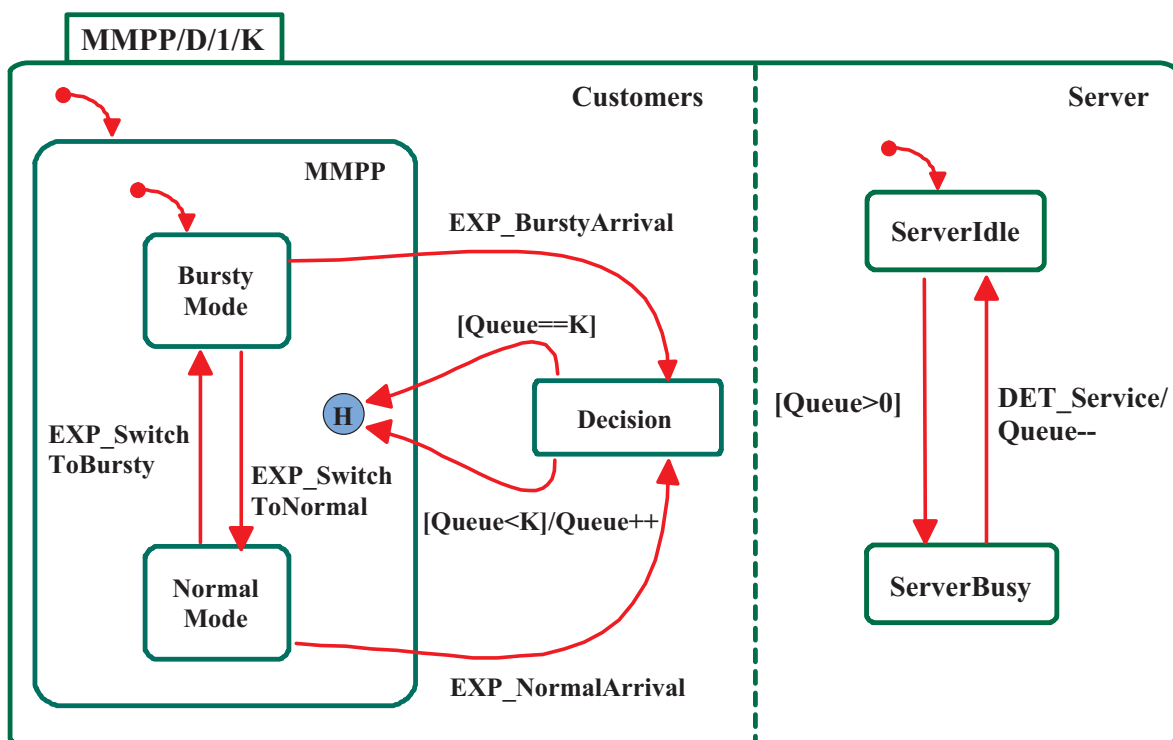 MMPP/D/1/K
Customers
Server
MMPP
EXP_BurstyArrival
ServerIdle
Bursty
Mode
[Queue==K]
H
Decision
[Queue>0]
DET_Service/
Queue--
EXP_Switch
ToBursty
EXP_Switch
ToNormal
[Queue<K]/Queue++
Normal
Mode
ServerBusy
EXP_NormalArrival